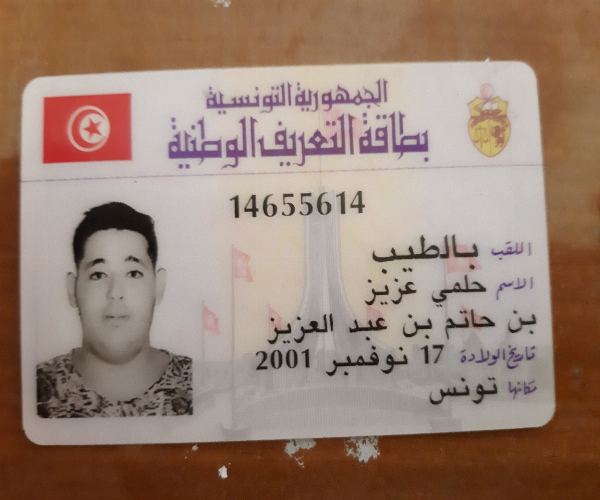 الجمهورية التونسية
بطاقة التعريف الوطنية
14655614
اللقب بالطيب
الاسم حلمي عزيز
بن حاتم بن عبد العزيز
تاريخ الولادة 17 نوفمبر 2001
مكانها تونس